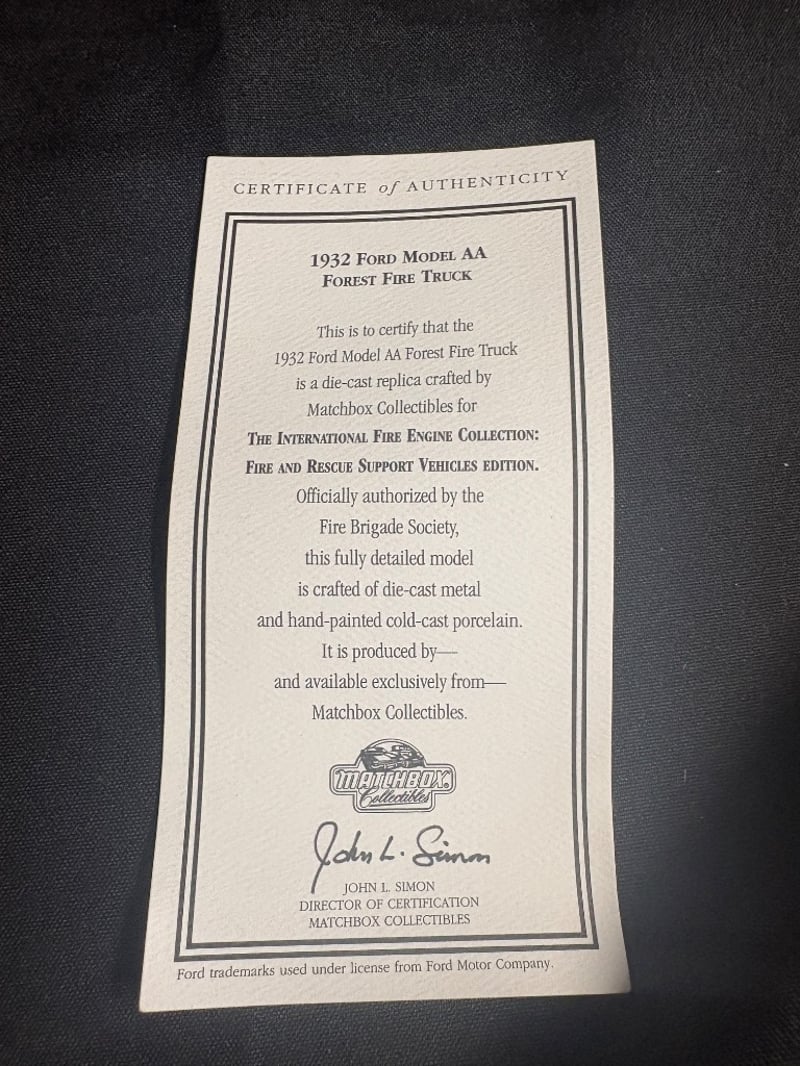 CERTIFICATE of AUTHENTICITY
1932 FORD MODEL AA
FOREST FIRE TRUCK
This is to certify that the
1932 Ford Model AA Forest Fire Truck
is a die-cast replica crafted by
Matchbox Collectibles for
THE INTERNATIONAL FIRE ENGINE COLLECTION:
FIRE AND RESCUE SUPPORT VEHICLES EDITION.
Officially authorized by the
Fire Brigade Society,
this fully detailed model
is crafted of die-cast metal
and hand-painted cold-cast porcelain.
It is produced by—
and available exclusively from—
Matchbox Collectibles.
MATCHBOX
Collectibles
John L. Simon
JOHN L. SIMON
DIRECTOR OF CERTIFICATION
MATCHBOX COLLECTIBLES
Ford trademarks used under license from Ford Motor Company.